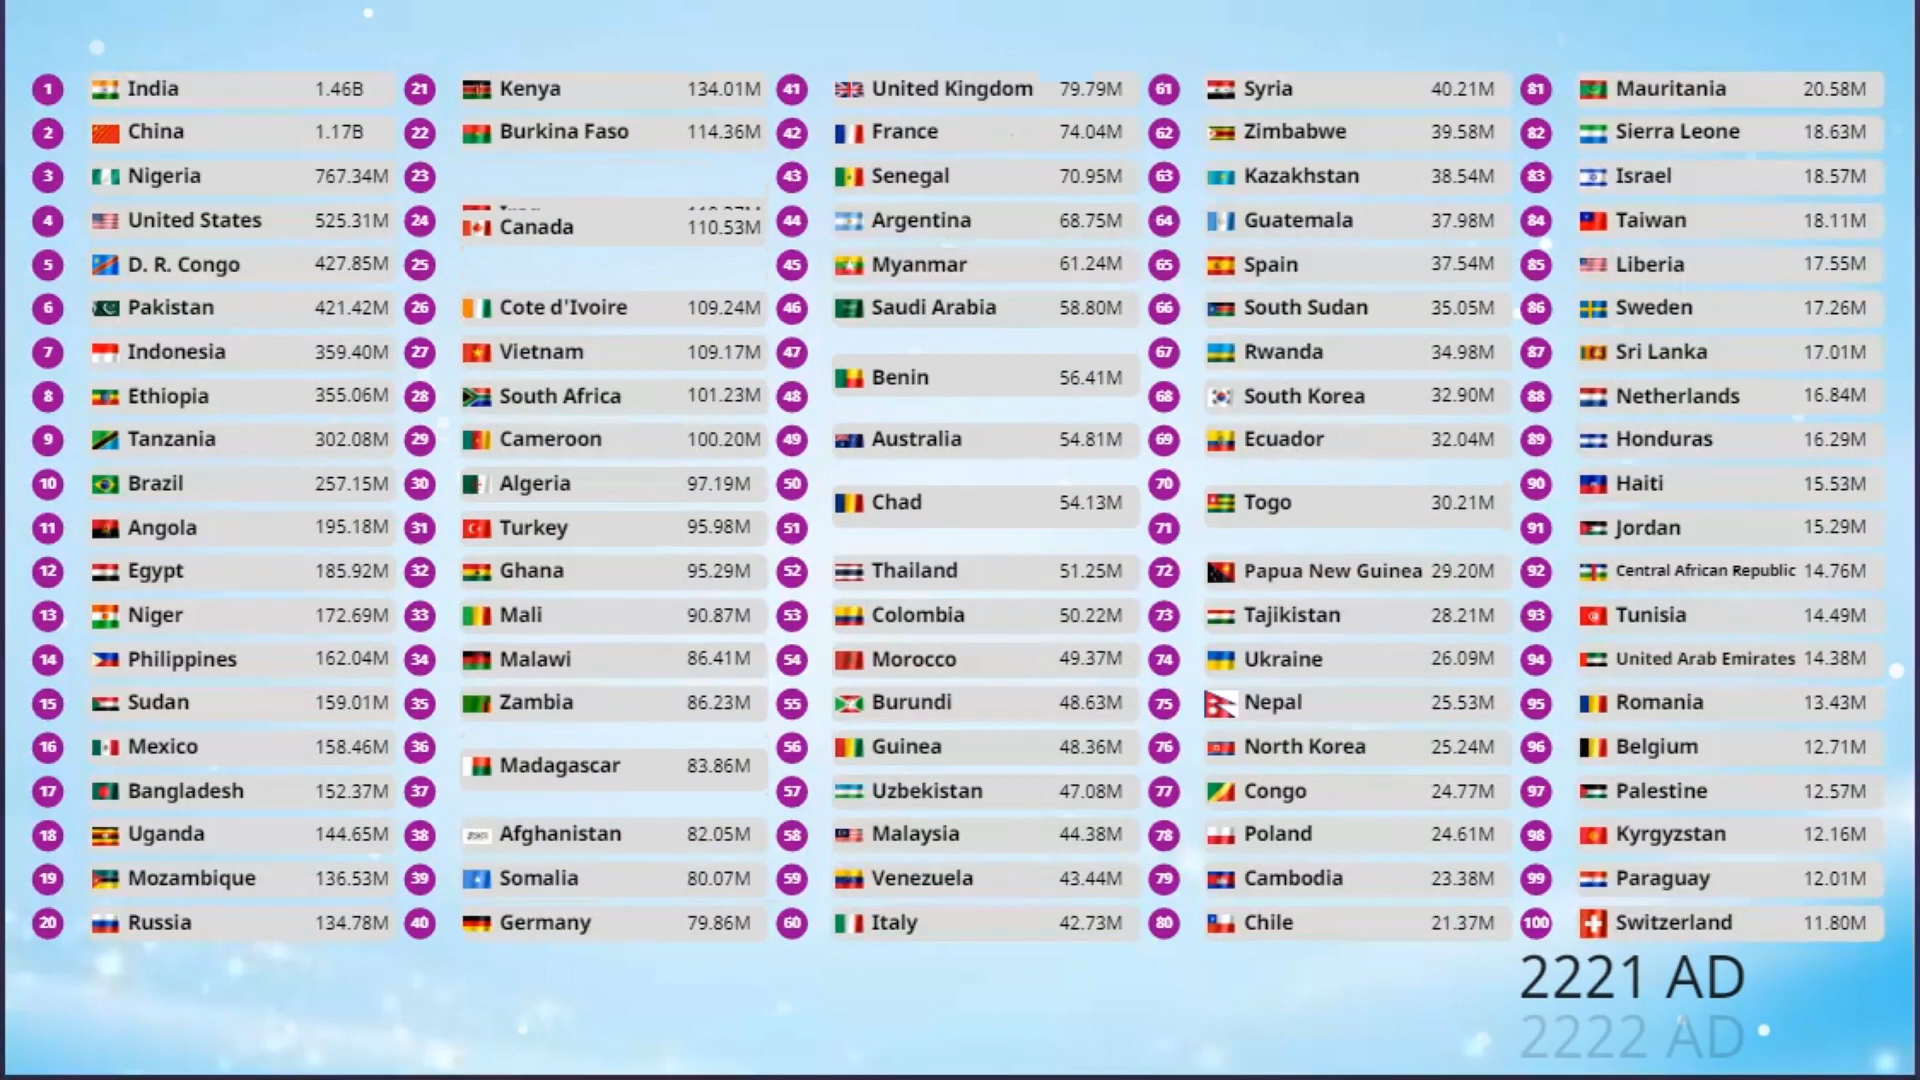 1 India 1.46B
2 China 1.17B
3 Nigeria 767.34M
4 United States 525.31M
5 D. R. Congo 427.85M
6 Pakistan 421.42M
7 Indonesia 359.40M
8 Ethiopia 355.06M
9 Tanzania 302.08M
10 Brazil 257.15M
11 Angola 195.18M
12 Egypt 185.92M
13 Niger 172.69M
14 Philippines 162.04M
15 Sudan 159.01M
16 Mexico 158.46M
17 Bangladesh 152.37M
18 Uganda 144.65M
19 Mozambique 136.53M
20 Russia 134.78M
21 Kenya 134.01M
22 Burkina Faso 114.36M
23
24 Canada 110.53M
25
26 Cote d'Ivoire 109.24M
27 Vietnam 109.17M
28 South Africa 101.23M
29 Cameroon 100.20M
30 Algeria 97.19M
31 Turkey 95.98M
32 Ghana 95.29M
33 Mali 90.87M
34 Malawi 86.41M
35 Zambia 86.23M
36
Madagascar 83.86M
37
38 Afghanistan 82.05M
39 Somalia 80.07M
40 Germany 79.86M
41 United Kingdom 79.79M
42 France 74.04M
43 Senegal 70.95M
44 Argentina 68.75M
45 Myanmar 61.24M
46 Saudi Arabia 58.80M
47
Benin 56.41M
48
49 Australia 54.81M
50
Chad 54.13M
51
52 Thailand 51.25M
53 Colombia 50.22M
54 Morocco 49.37M
55 Burundi 48.63M
56 Guinea 48.36M
57 Uzbekistan 47.08M
58 Malaysia 44.38M
59 Venezuela 43.44M
60 Italy 42.73M
61 Syria 40.21M
62 Zimbabwe 39.58M
63 Kazakhstan 38.54M
64 Guatemala 37.98M
65 Spain 37.54M
66 South Sudan 35.05M
67 Rwanda 34.98M
68 South Korea 32.90M
69 Ecuador 32.04M
70
Togo 30.21M
71
72 Papua New Guinea 29.20M
73 Tajikistan 28.21M
74 Ukraine 26.09M
75 Nepal 25.53M
76 North Korea 25.24M
77 Congo 24.77M
78 Poland 24.61M
79 Cambodia 23.38M
80 Chile 21.37M
81 Mauritania 20.58M
82 Sierra Leone 18.63M
83 Israel 18.57M
84 Taiwan 18.11M
85 Liberia 17.55M
86 Sweden 17.26M
87 Sri Lanka 17.01M
88 Netherlands 16.84M
89 Honduras 16.29M
90 Haiti 15.53M
91 Jordan 15.29M
92 Central African Republic 14.76M
93 Tunisia 14.49M
94 United Arab Emirates 14.38M
95 Romania 13.43M
96 Belgium 12.71M
97 Palestine 12.57M
98 Kyrgyzstan 12.16M
99 Paraguay 12.01M
100 Switzerland 11.80M
2221 AD
2222 AD